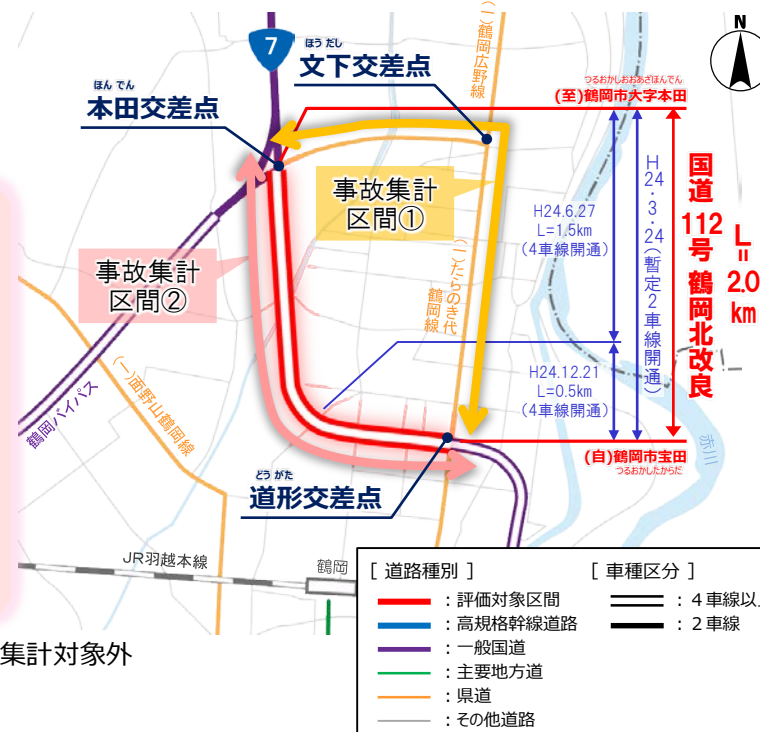 7
ほうだし
文下交差点
ほんでん
本田交差点
(一)鶴岡広野線
N
つるおかしおおあざほんでん
(至)鶴岡市大字本田
事故集計
区間①
事故集計
区間②
H24.6.27
L=1.5km
(4車線開通)
H24・3・24(暫定2車線開通)
国道112号 鶴岡北改良
L=2.0km
(一)たらのき代鶴岡線
H24.12.21
L=0.5km
(4車線開通)
(一)面野山鶴岡線
鶴岡バイパス
赤川
(自)鶴岡市宝田
つるおかしたからだ
どうがた
道形交差点
JR羽越本線
鶴岡
[ 道路種別 ]
:評価対象区間
:高規格幹線道路
:一般国道
:主要地方道
:県道
:その他道路
[ 車種区分 ]
:4車線以
:2車線
集計対象外